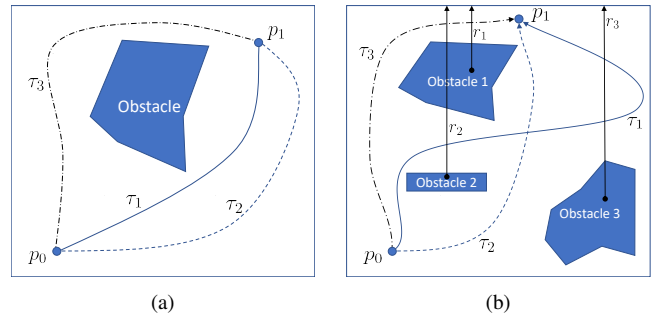 p₁
τ₃
Obstacle
τ₁
τ₂
p₀
(a)
p₁
r₁
r₃
τ₃
Obstacle 1
r₂
τ₁
Obstacle 2
Obstacle 3
τ₂
p₀
(b)